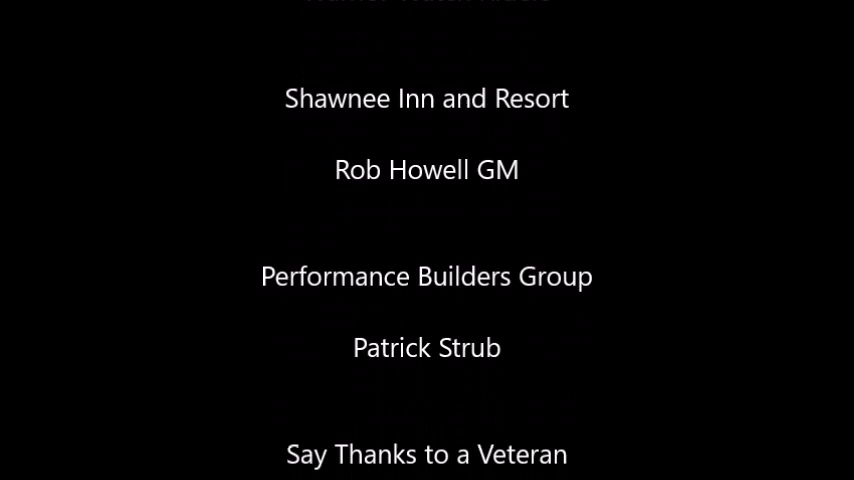 Shawnee Inn and Resort
Rob Howell GM
Performance Builders Group
Patrick Strub
Say Thanks to a Veteran